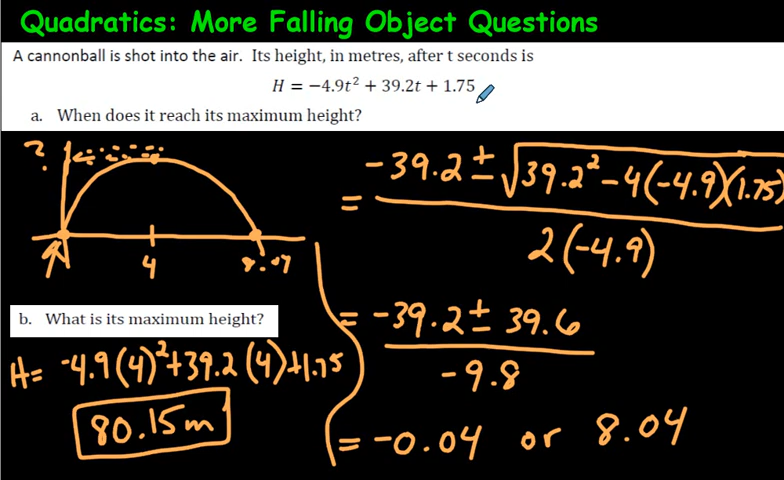 Quadratics: More Falling Object Questions
A cannonball is shot into the air. Its height, in metres, after t seconds is
H = −4.9t² + 39.2t + 1.75
a. When does it reach its maximum height?
?
4
= -39.2 ± √39.2² - 4(-4.9)(1.75)
2(-4.9)
b. What is its maximum height?
H = -4.9(4)² + 39.2(4) + 1.75
80.15m
= -39.2 ± 39.6
-9.8
= -0.04 or 8.04